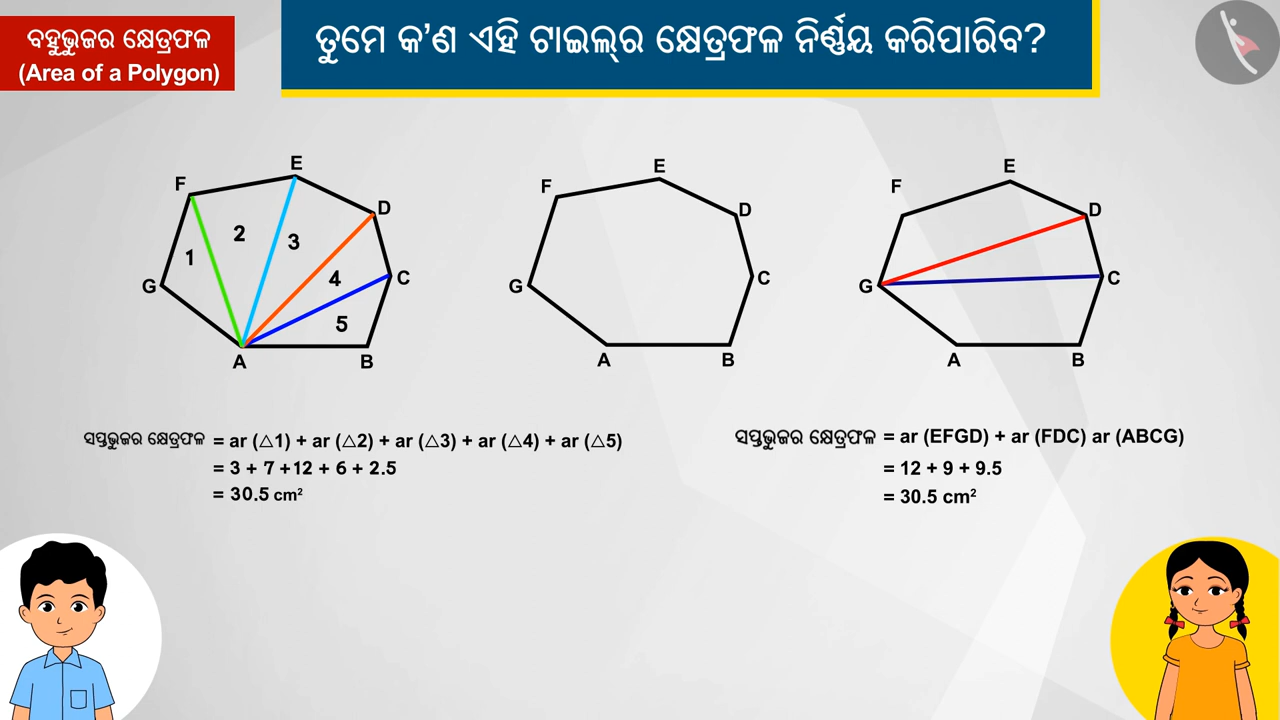 ବହୁଭୁଜର କ୍ଷେତ୍ରଫଳ
(Area of a Polygon)
ତୁମେ କ’ଣ ଏହି ଟାଇଲ୍‌ର କ୍ଷେତ୍ରଫଳ ନିର୍ଣ୍ଣୟ କରିପାରିବ?
E
F
D
2
3
1
4
G
C
5
A
B
E
F
D
G
C
A
B
E
F
D
G
C
A
B
ସପ୍ତଭୁଜର କ୍ଷେତ୍ରଫଳ = ar (△1) + ar (△2) + ar (△3) + ar (△4) + ar (△5)
= 3 + 7 +12 + 6 + 2.5
= 30.5 cm²
ସପ୍ତଭୁଜର କ୍ଷେତ୍ରଫଳ = ar (EFGD) + ar (FDC) ar (ABCG)
= 12 + 9 + 9.5
= 30.5 cm²